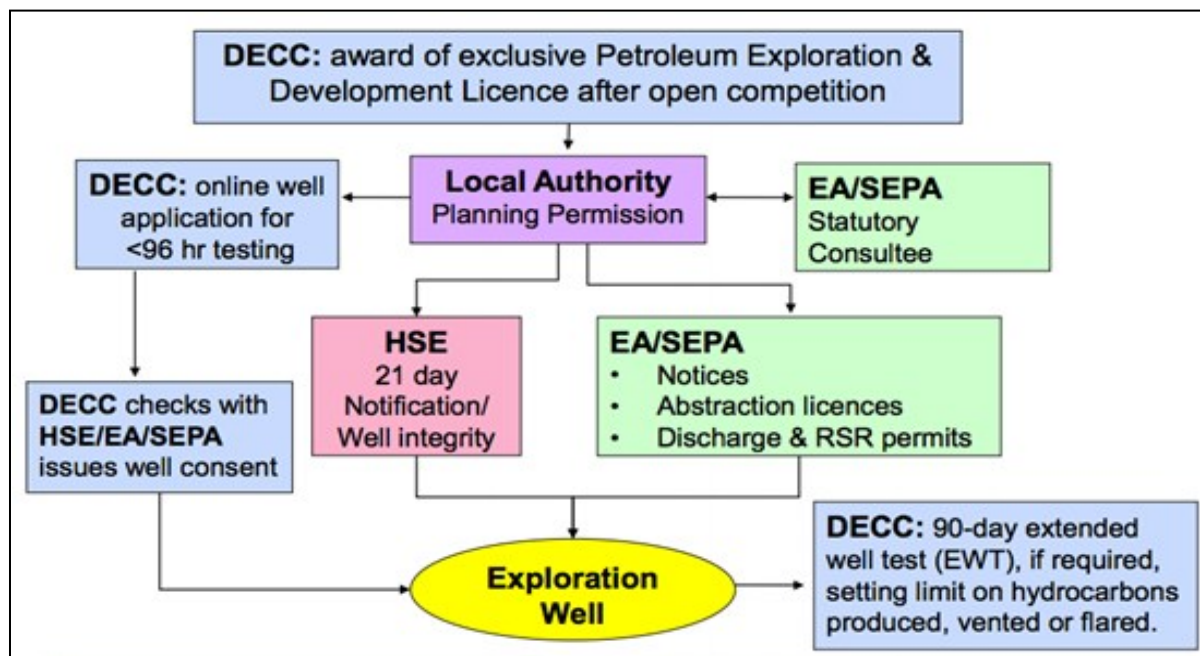 DECC: award of exclusive Petroleum Exploration &
Development Licence after open competition
DECC: online well
application for
<96 hr testing
Local Authority
Planning Permission
EA/SEPA
Statutory
Consultee
HSE
21 day
Notification/
Well integrity
EA/SEPA
• Notices
• Abstraction licences
• Discharge & RSR permits
DECC checks with
HSE/EA/SEPA
issues well consent
Exploration
Well
DECC: 90-day extended
well test (EWT), if required,
setting limit on hydrocarbons
produced, vented or flared.